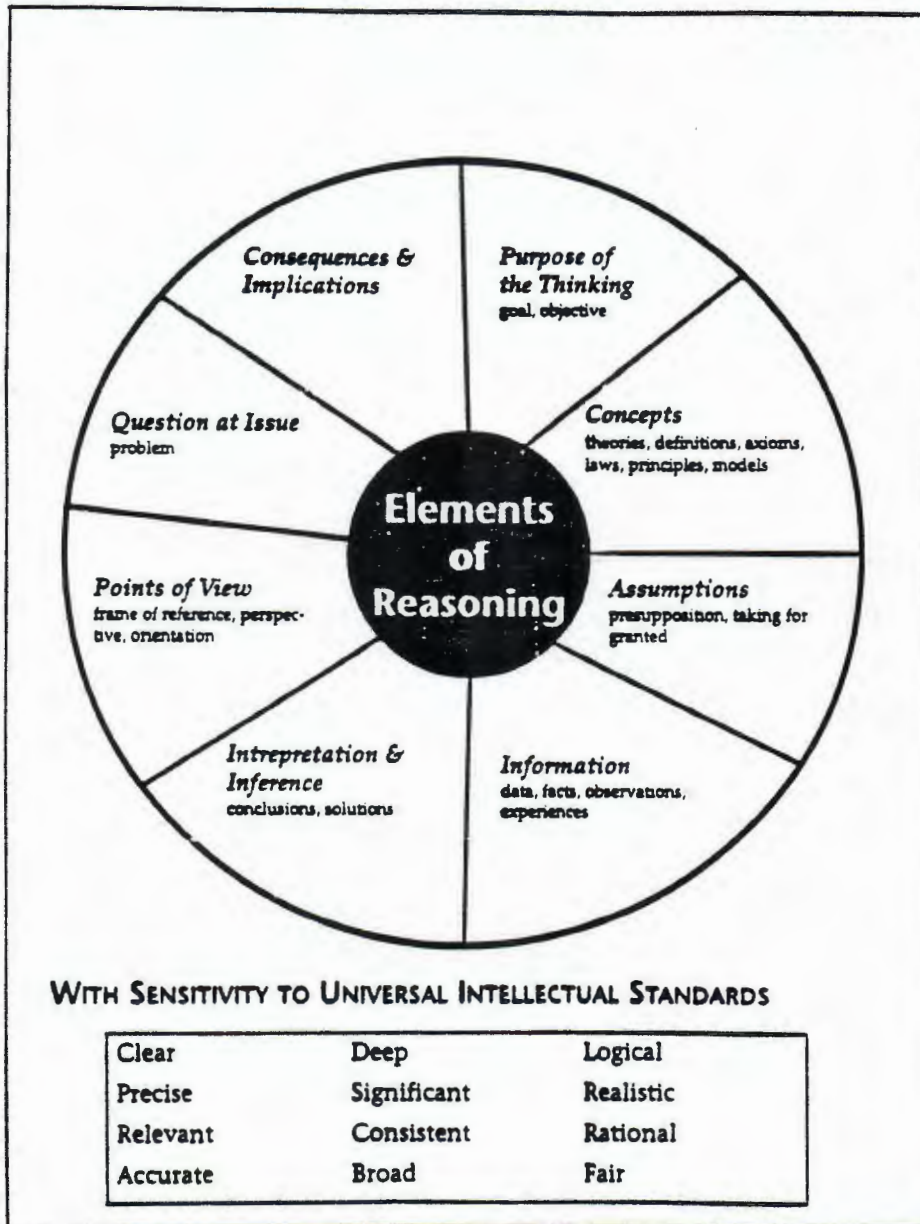 Consequences &
Implications
Purpose of
the Thinking
goal, objective
Question at Issue
problem
Concepts
theories, definitions, axioms,
laws, principles, models
Elements
of
Reasoning
Points of View
frame of reference, perspec-
tive, orientation
Assumptions
presupposition, taking for
granted
Intrepretation &
Inference
conclusions, solutions
Information
data, facts, observations,
experiences
WITH SENSITIVITY TO UNIVERSAL INTELLECTUAL STANDARDS
Clear Deep Logical
Precise Significant Realistic
Relevant Consistent Rational
Accurate Broad Fair